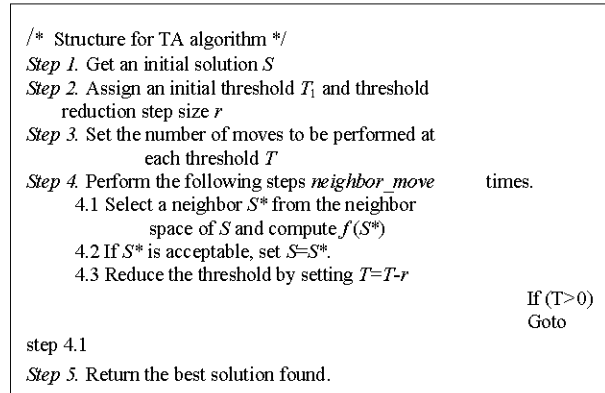 /* Structure for TA algorithm */
Step 1. Get an initial solution S
Step 2. Assign an initial threshold T1 and threshold
reduction step size r
Step 3. Set the number of moves to be performed at
each threshold T
Step 4. Perform the following steps neighbor_move times.
4.1 Select a neighbor S* from the neighbor
space of S and compute f(S*)
4.2 If S* is acceptable, set S=S*.
4.3 Reduce the threshold by setting T=T-r
If (T>0)
Goto
step 4.1
Step 5. Return the best solution found.